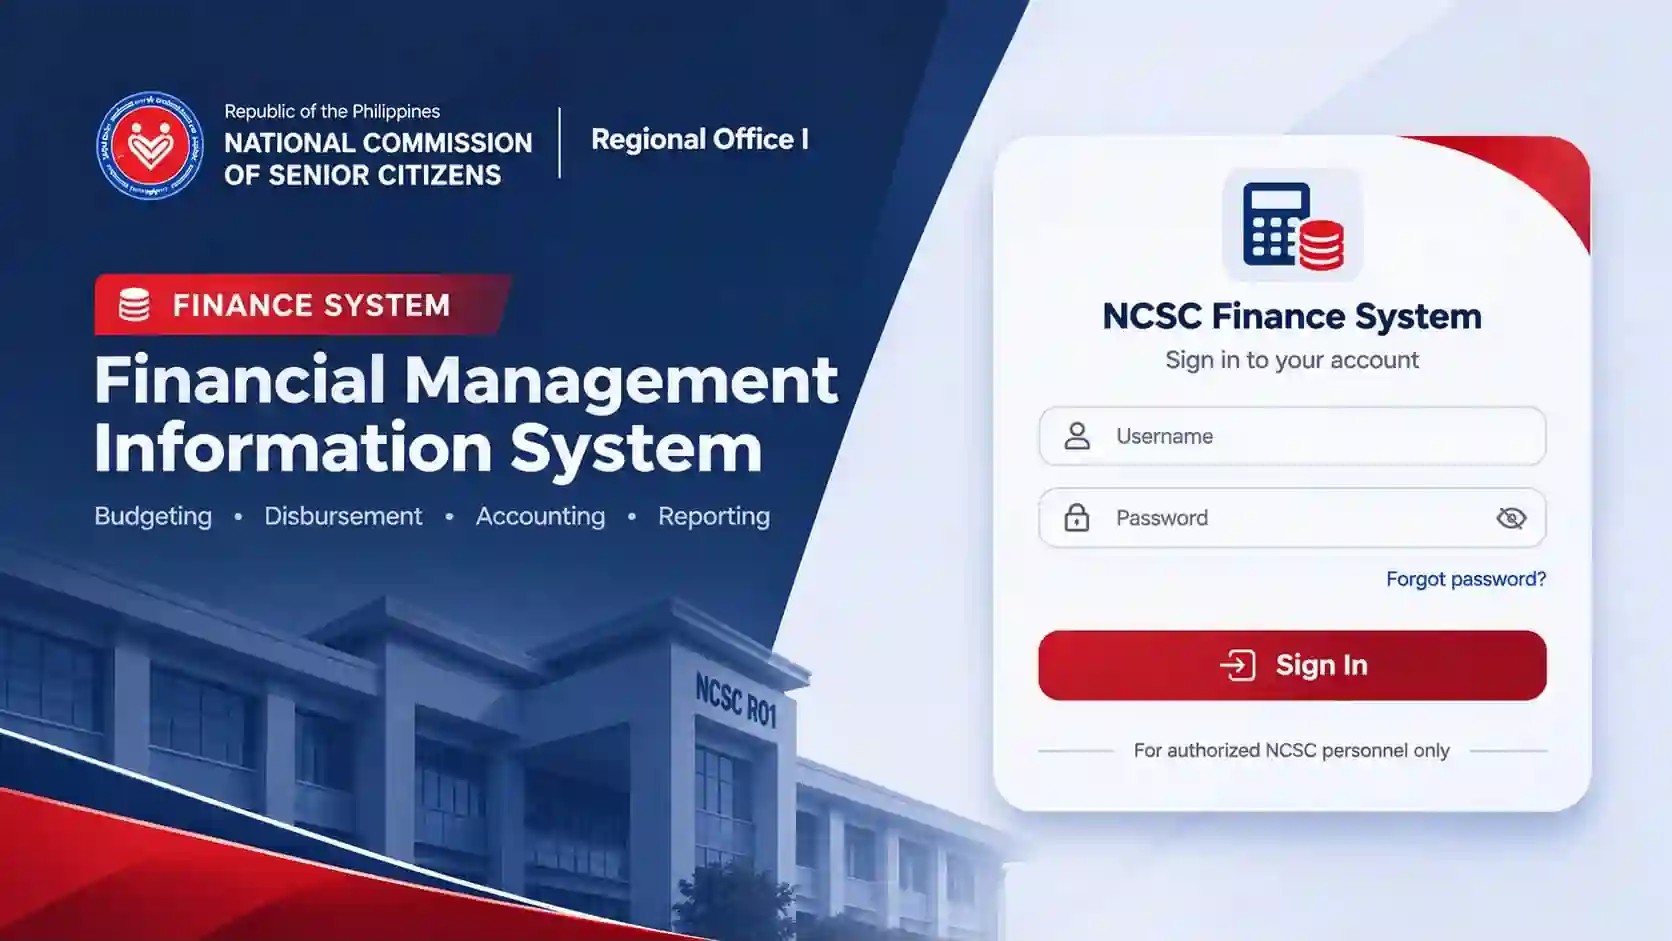 Republic of the Philippines
NATIONAL COMMISSION
OF SENIOR CITIZENS
Regional Office I
FINANCE SYSTEM
Financial Management
Information System
Budgeting • Disbursement • Accounting • Reporting
NCSC RO1
NCSC Finance System
Sign in to your account
Username
Password
Forgot password?
Sign In
For authorized NCSC personnel only